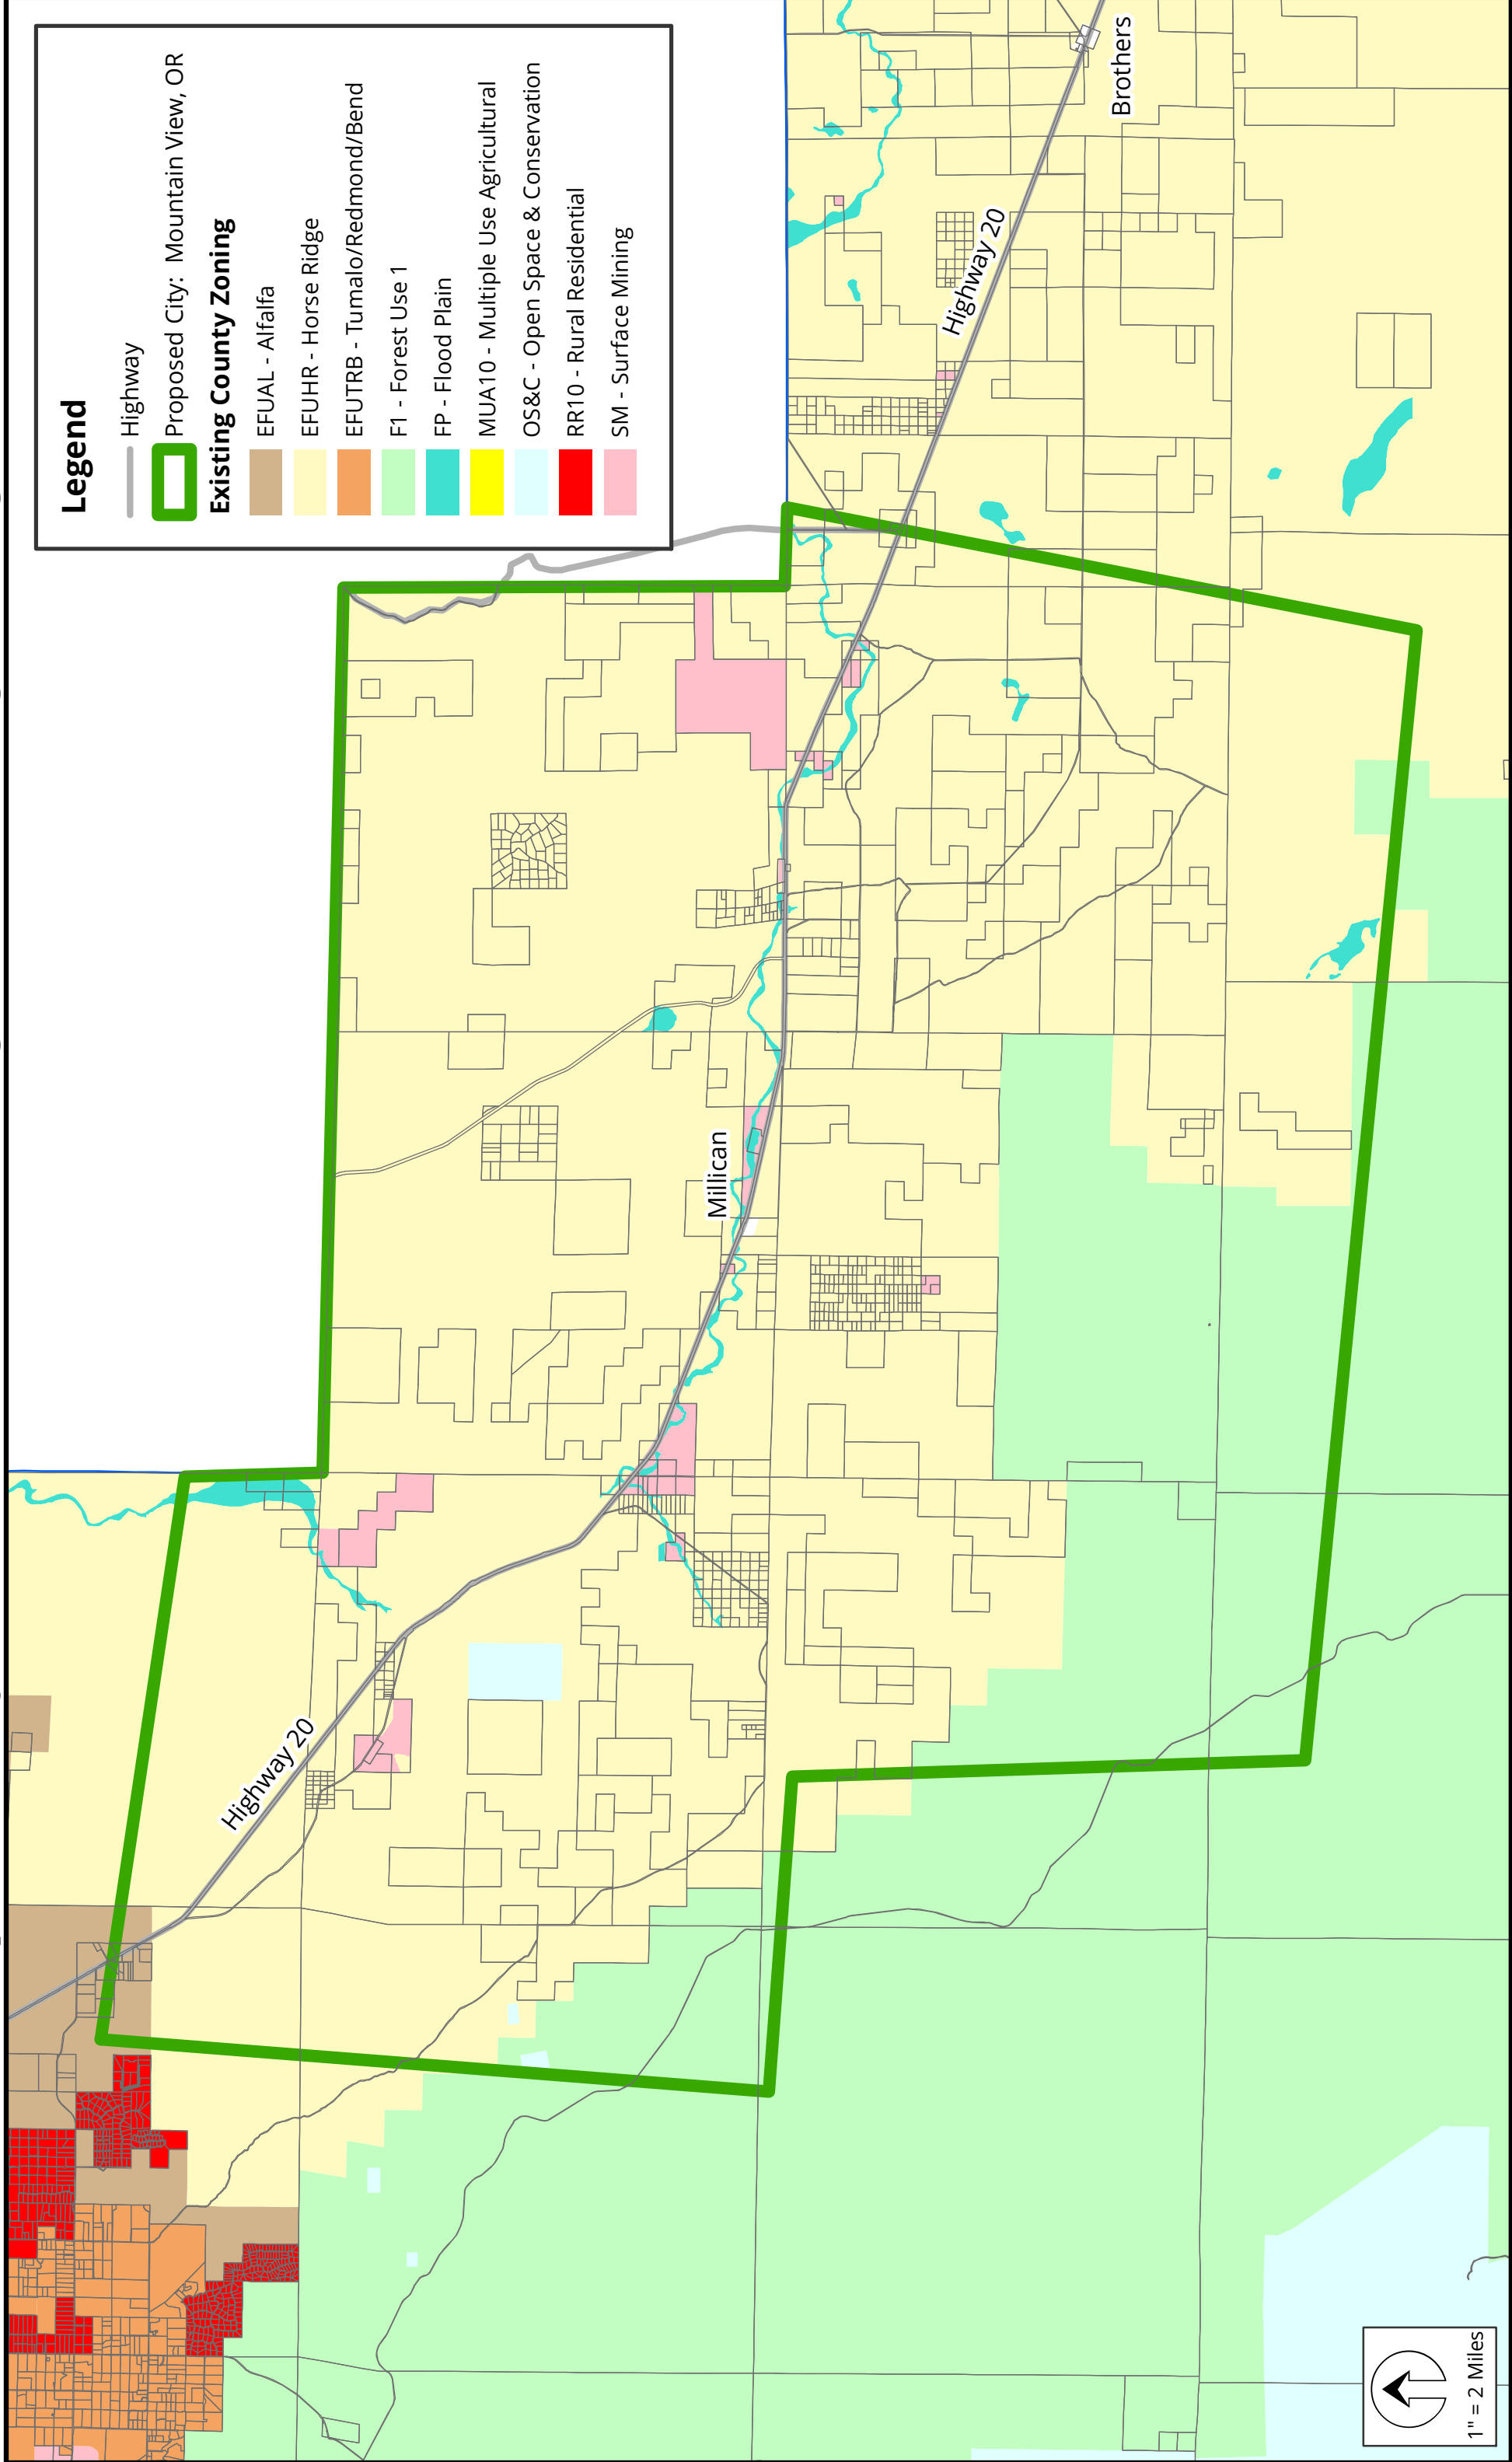 Legend
Highway
Proposed City: Mountain View, OR
Existing County Zoning
EFUAL - Alfalfa
EFUHR - Horse Ridge
EFUTRB - Tumalo/Redmond/Bend
F1 - Forest Use 1
FP - Flood Plain
MUA10 - Multiple Use Agricultural
OS&C - Open Space & Conservation
RR10 - Rural Residential
SM - Surface Mining
Highway 20
Millican
Highway 20
Brothers
1" = 2 Miles